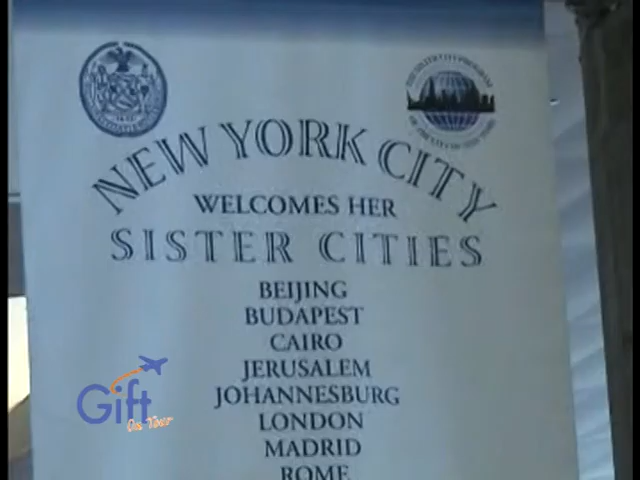 NEW YORK CITY
WELCOMES HER
SISTER CITIES
BEIJING
BUDAPEST
CAIRO
JERUSALEM
JOHANNESBURG
LONDON
MADRID
ROME
Gift
On Tour